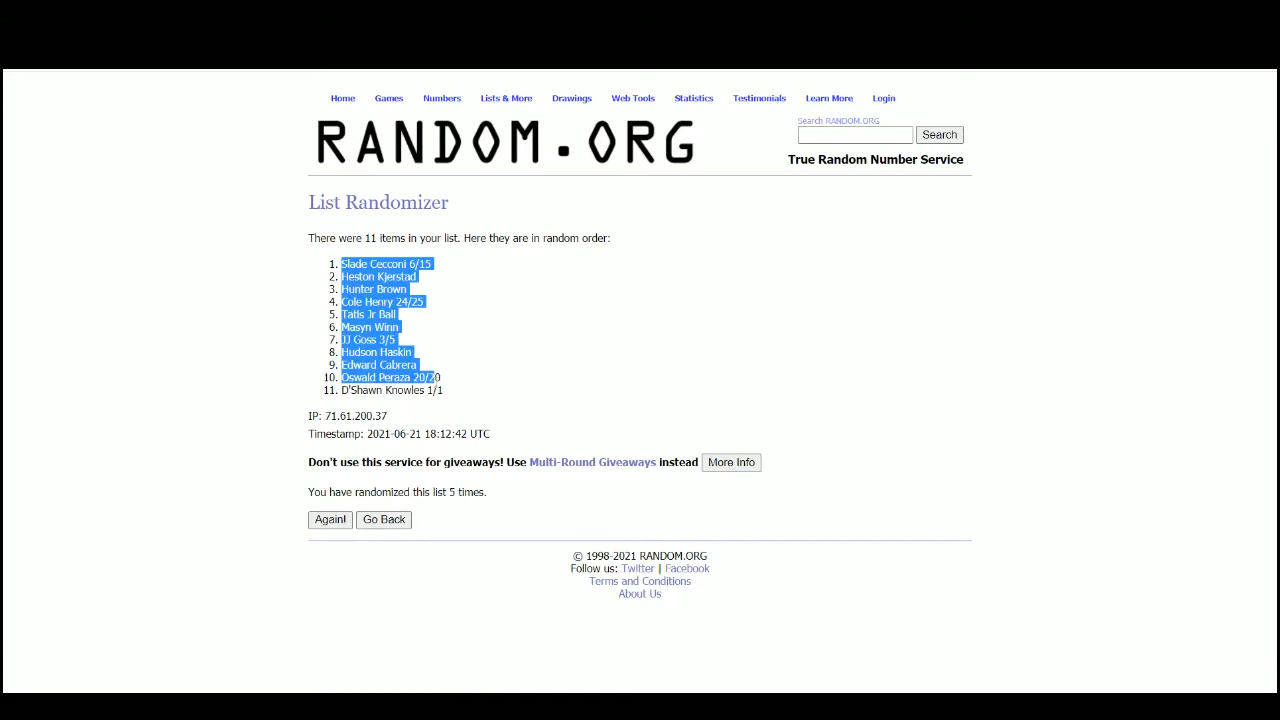 Home Games Numbers Lists & More Drawings Web Tools Statistics Testimonials Learn More Login
Search RANDOM.ORG
RANDOM.ORG
Search
True Random Number Service
List Randomizer
There were 11 items in your list. Here they are in random order:
1. Slade Cecconi 6/15
2. Heston Kjerstad
3. Hunter Brown
4. Cole Henry 24/25
5. Tatis Jr Ball
6. Masyn Winn
7. JJ Goss 3/5
8. Hudson Haskin
9. Edward Cabrera
10. Oswald Peraza 20/20
11. D'Shawn Knowles 1/1
IP: 71.61.200.37
Timestamp: 2021-06-21 18:12:42 UTC
Don't use this service for giveaways! Use Multi-Round Giveaways instead More Info
You have randomized this list 5 times.
Again! Go Back
© 1998-2021 RANDOM.ORG
Follow us: Twitter | Facebook
Terms and Conditions
About Us